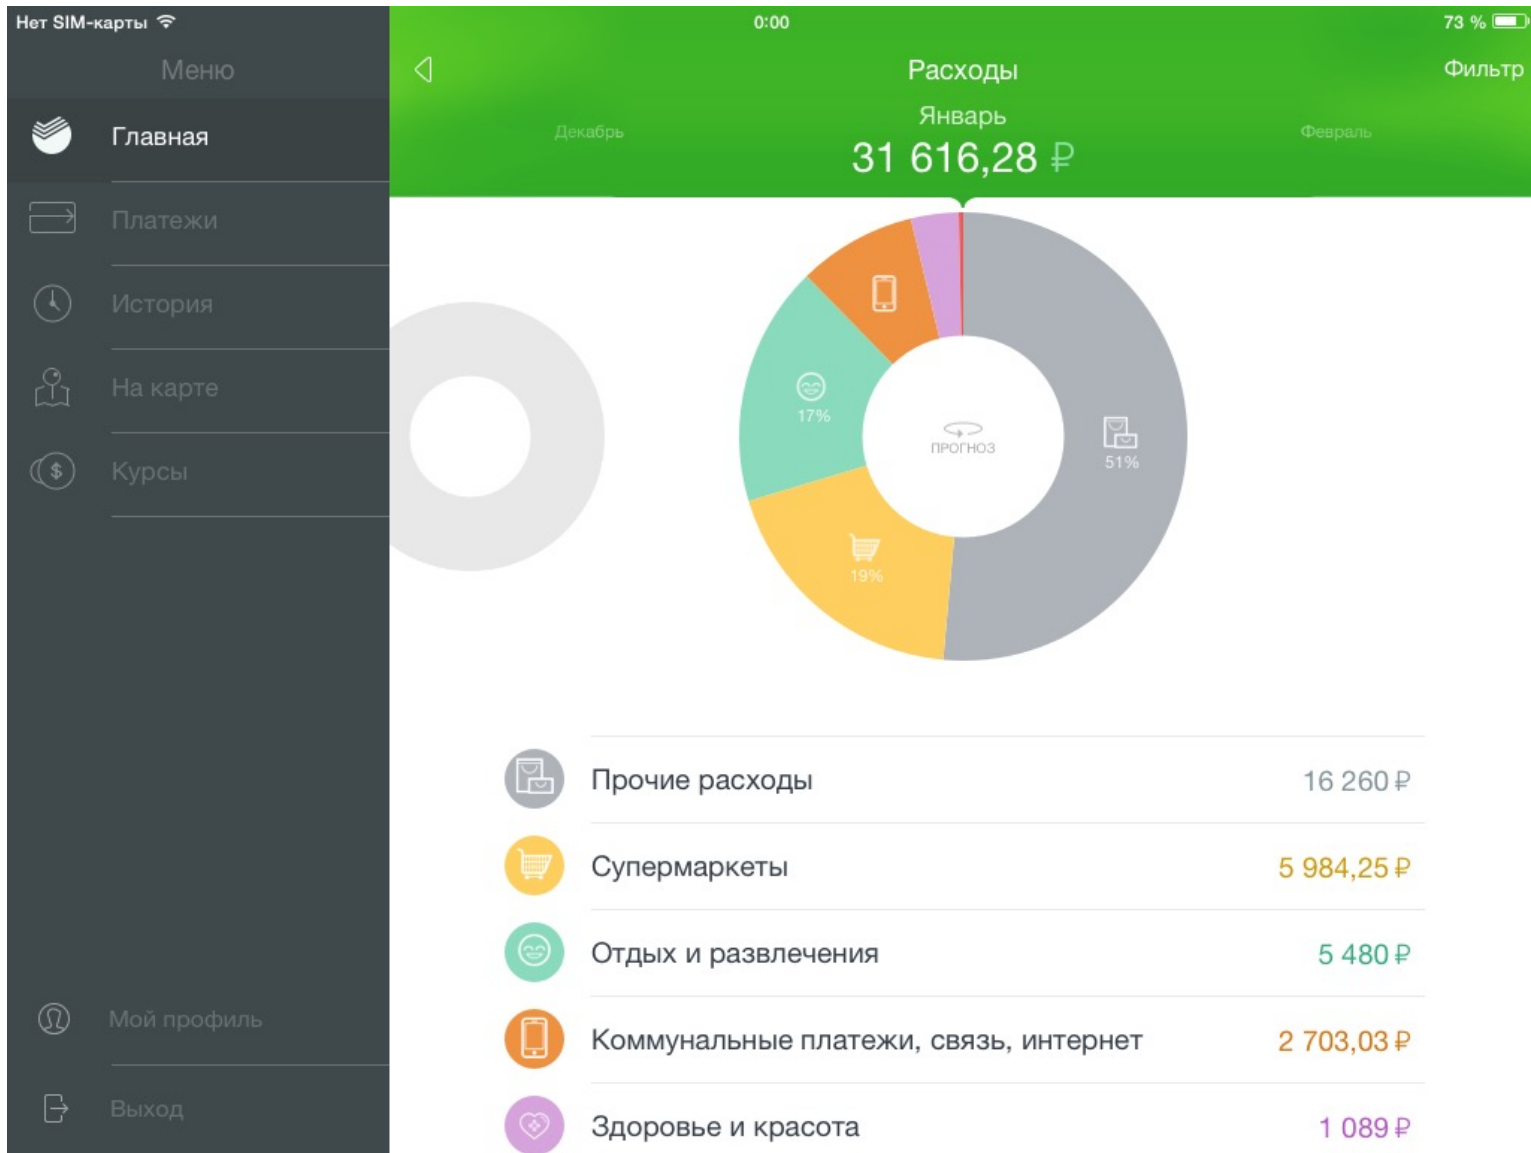 Нет SIM-карты
0:00
73 %
Меню
Расходы
Фильтр
Декабрь
Январь
Февраль
31 616,28 ₽
Главная
Платежи
История
На карте
Курсы
Мой профиль
Выход
17%
ПРОГНОЗ
51%
19%
Прочие расходы 16 260 ₽
Супермаркеты 5 984,25 ₽
Отдых и развлечения 5 480 ₽
Коммунальные платежи, связь, интернет 2 703,03 ₽
Здоровье и красота 1 089 ₽